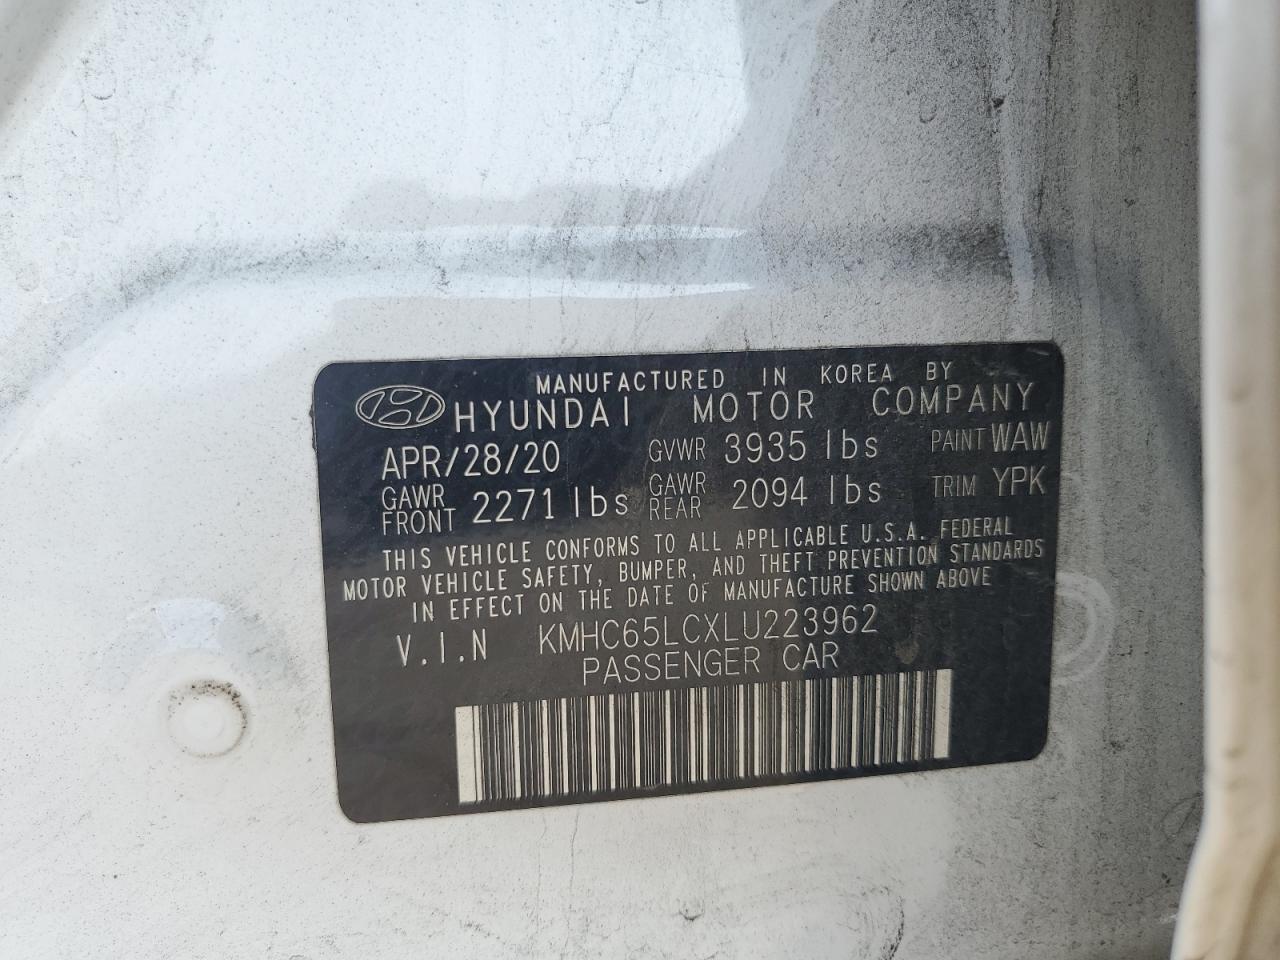 MANUFACTURED IN KOREA BY
HYUNDAI MOTOR COMPANY
APR/28/20 GVWR 3935 lbs PAINT WAW
GAWR FRONT 2271 lbs GAWR REAR 2094 lbs TRIM YPK
THIS VEHICLE CONFORMS TO ALL APPLICABLE U.S.A. FEDERAL
MOTOR VEHICLE SAFETY, BUMPER, AND THEFT PREVENTION STANDARDS
IN EFFECT ON THE DATE OF MANUFACTURE SHOWN ABOVE
V.I.N KMHC65LCXLU223962
PASSENGER CAR